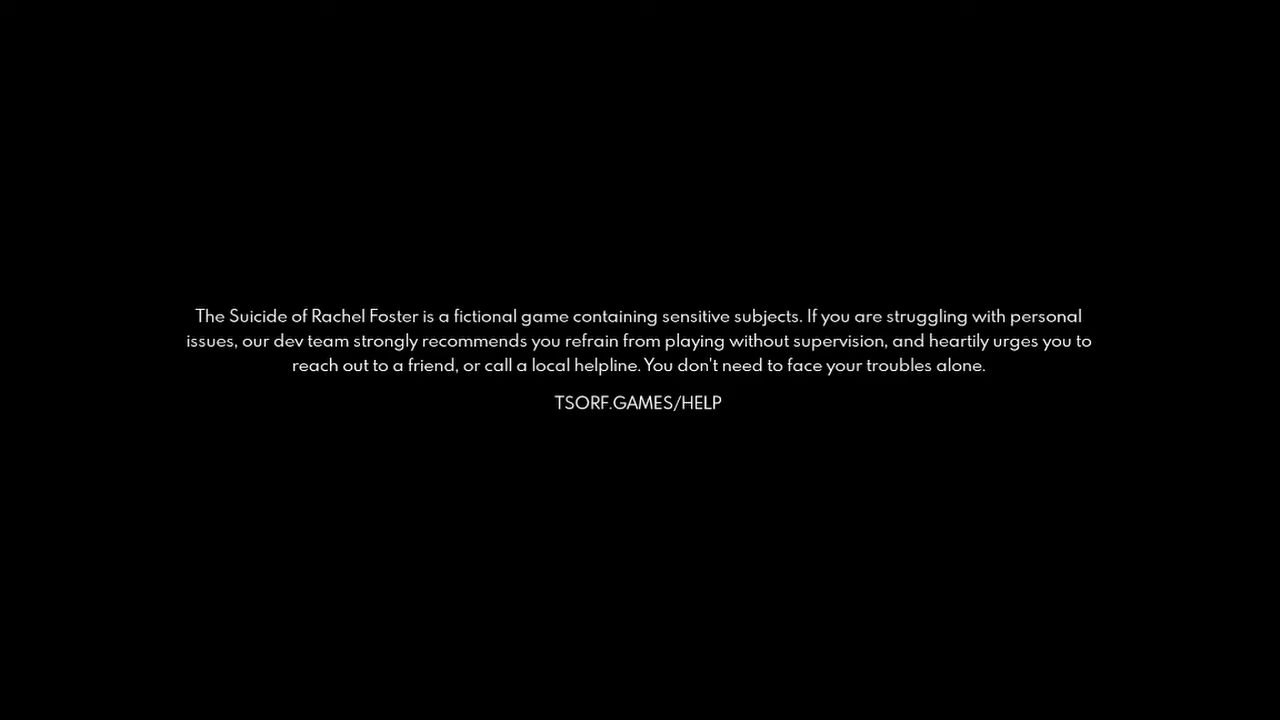 The Suicide of Rachel Foster is a fictional game containing sensitive subjects. If you are struggling with personal
issues, our dev team strongly recommends you refrain from playing without supervision, and heartily urges you to
reach out to a friend, or call a local helpline. You don't need to face your troubles alone.
TSORF.GAMES/HELP